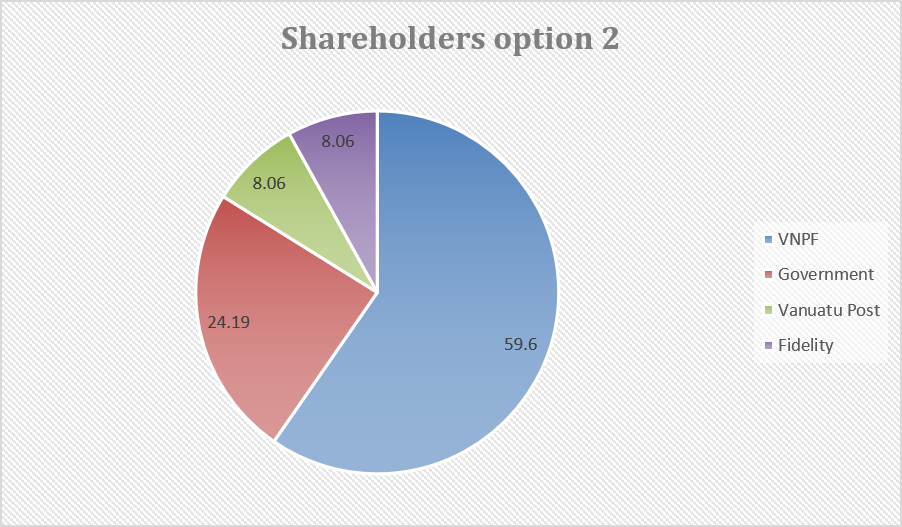 Shareholders option 2
8.06
8.06
24.19
59.6
VNPF
Government
Vanuatu Post
Fidelity